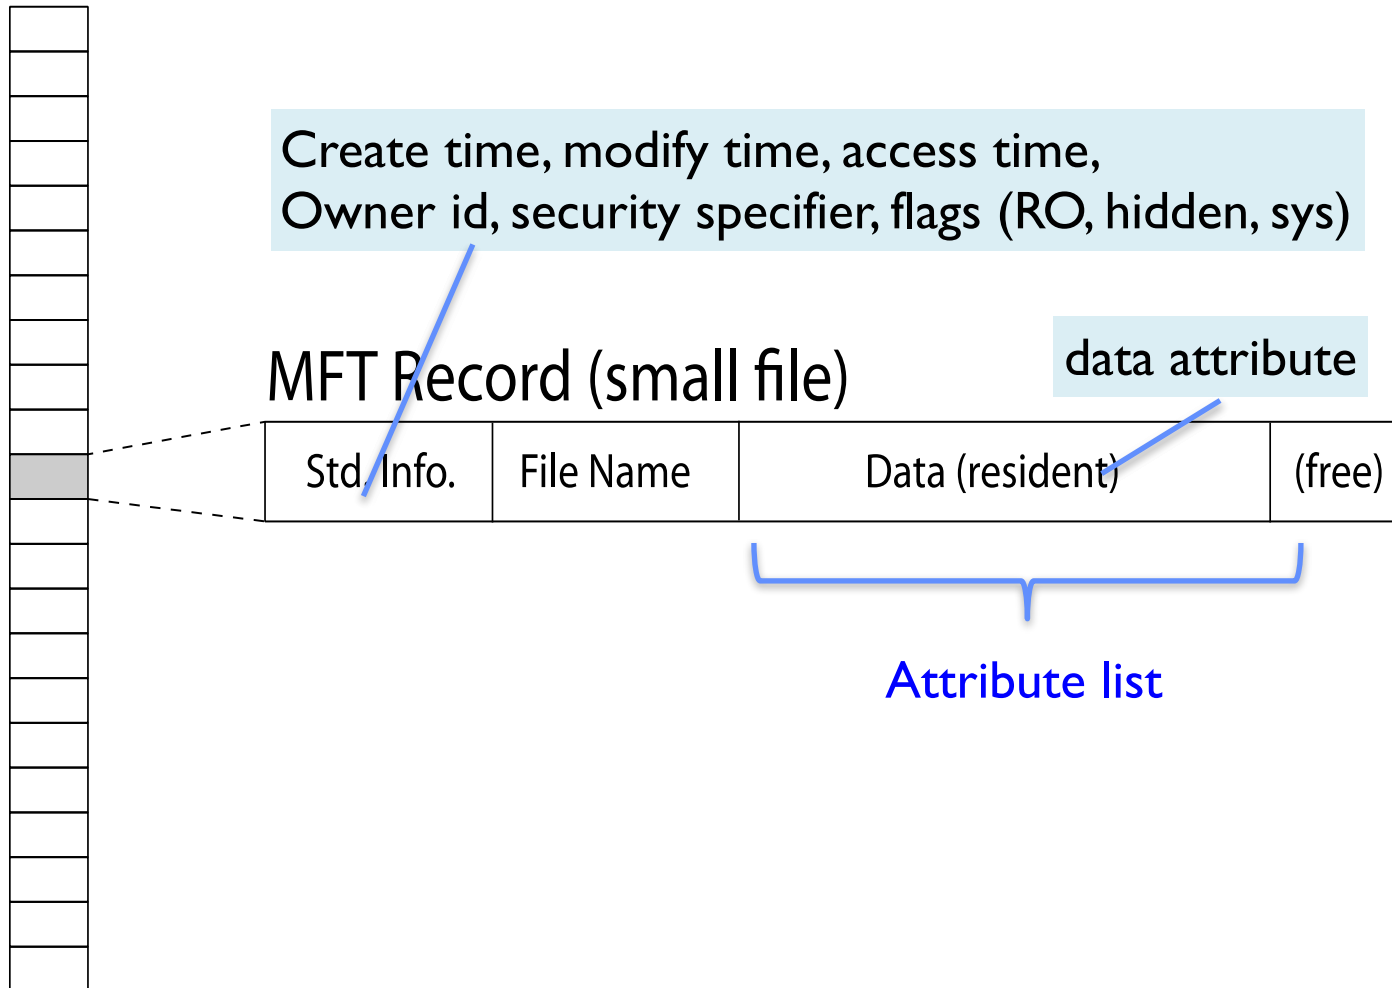 Create time, modify time, access time,
Owner id, security specifier, flags (RO, hidden, sys)
MFT Record (small file)
data attribute
Std. Info.
File Name
Data (resident)
(free)
Attribute list